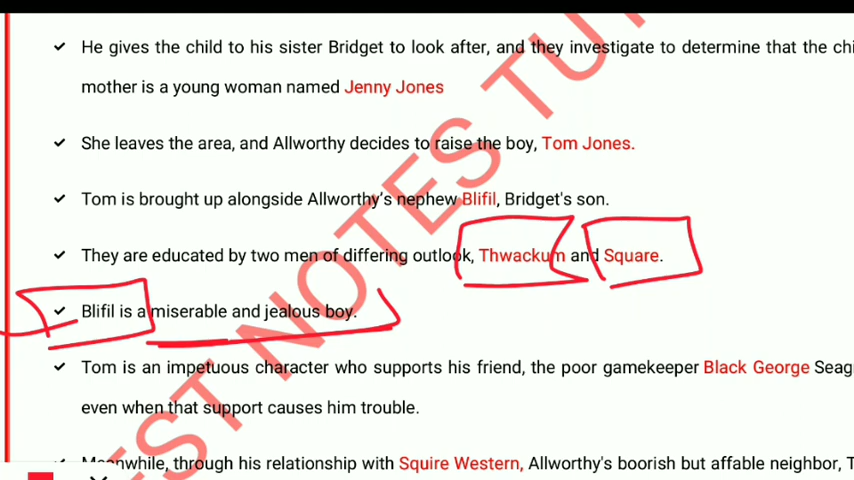 He gives the child to his sister Bridget to look after, and they investigate to determine that the
mother is a young woman named Jenny Jones
She leaves the area, and Allworthy decides to raise the boy, Tom Jones.
Tom is brought up alongside Allworthy's nephew Blifil, Bridget's son.
They are educated by two men of differing outlook, Thwackum and Square.
Blifil is a miserable and jealous boy.
Tom is an impetuous character who supports his friend, the poor gamekeeper Black George
even when that support causes him trouble.
Meanwhile, through his relationship with Squire Western, Allworthy's boorish but affable neighbor,